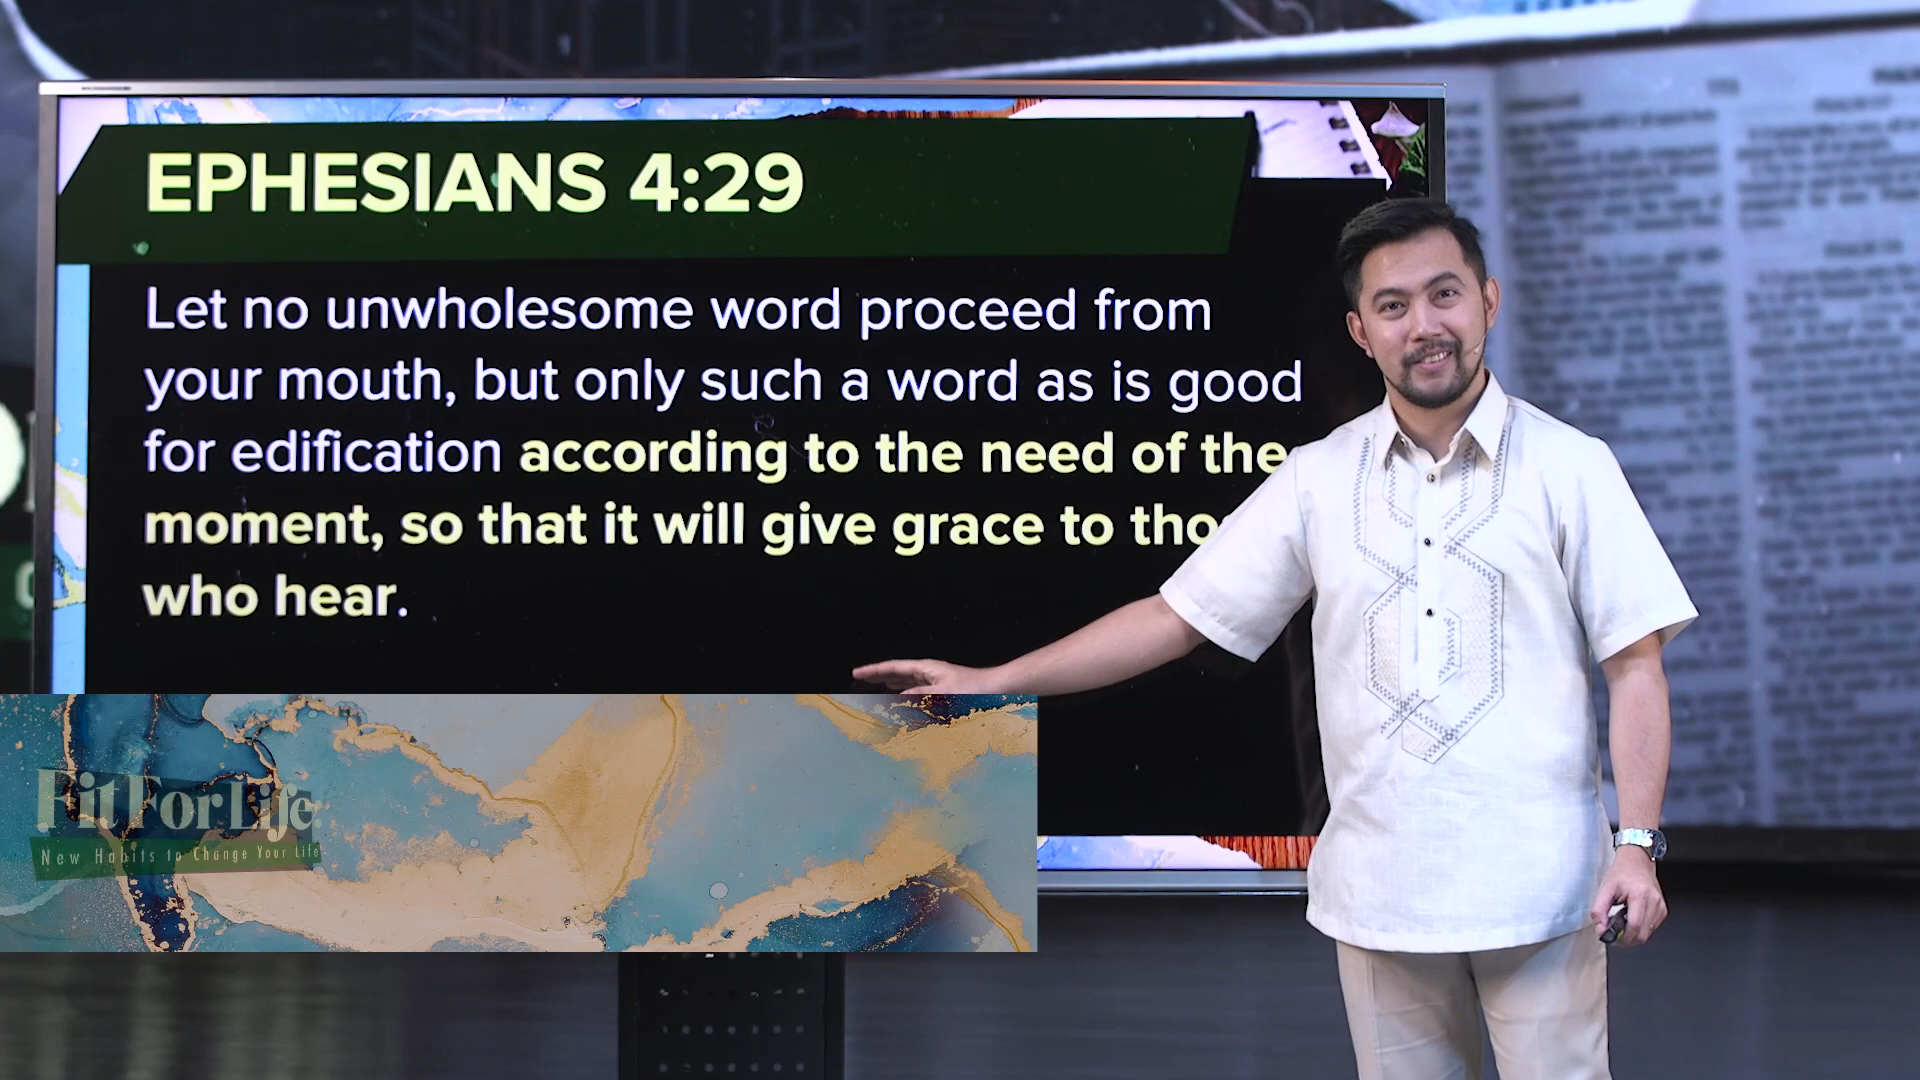 EPHESIANS 4:29
Let no unwholesome word proceed from
your mouth, but only such a word as is good
for edification according to the need of the
moment, so that it will give grace to
who hear.
Fit For Life
New Habits to Change Your Life